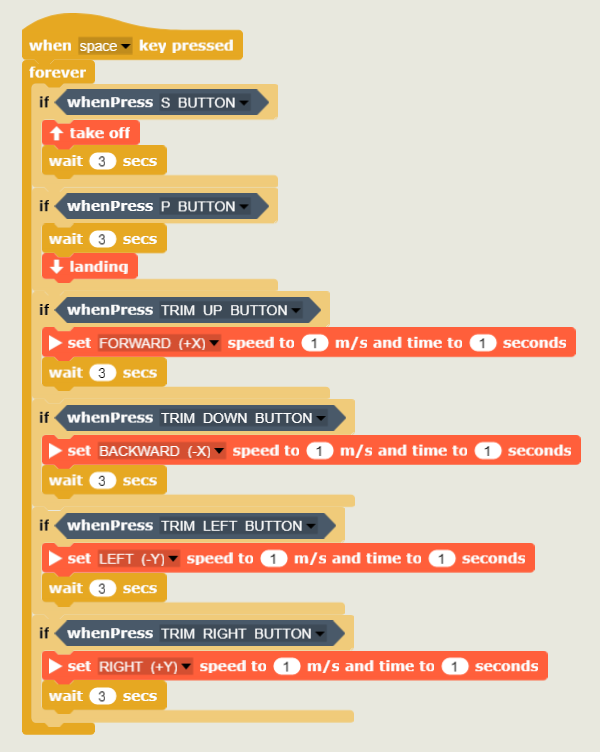 when space key pressed
forever
if whenPress S BUTTON
take off
wait 3 secs
if whenPress P BUTTON
wait 3 secs
landing
if whenPress TRIM UP BUTTON
set FORWARD (+X) speed to 1 m/s and time to 1 seconds
wait 3 secs
if whenPress TRIM DOWN BUTTON
set BACKWARD (-X) speed to 1 m/s and time to 1 seconds
wait 3 secs
if whenPress TRIM LEFT BUTTON
set LEFT (-Y) speed to 1 m/s and time to 1 seconds
wait 3 secs
if whenPress TRIM RIGHT BUTTON
set RIGHT (+Y) speed to 1 m/s and time to 1 seconds
wait 3 secs